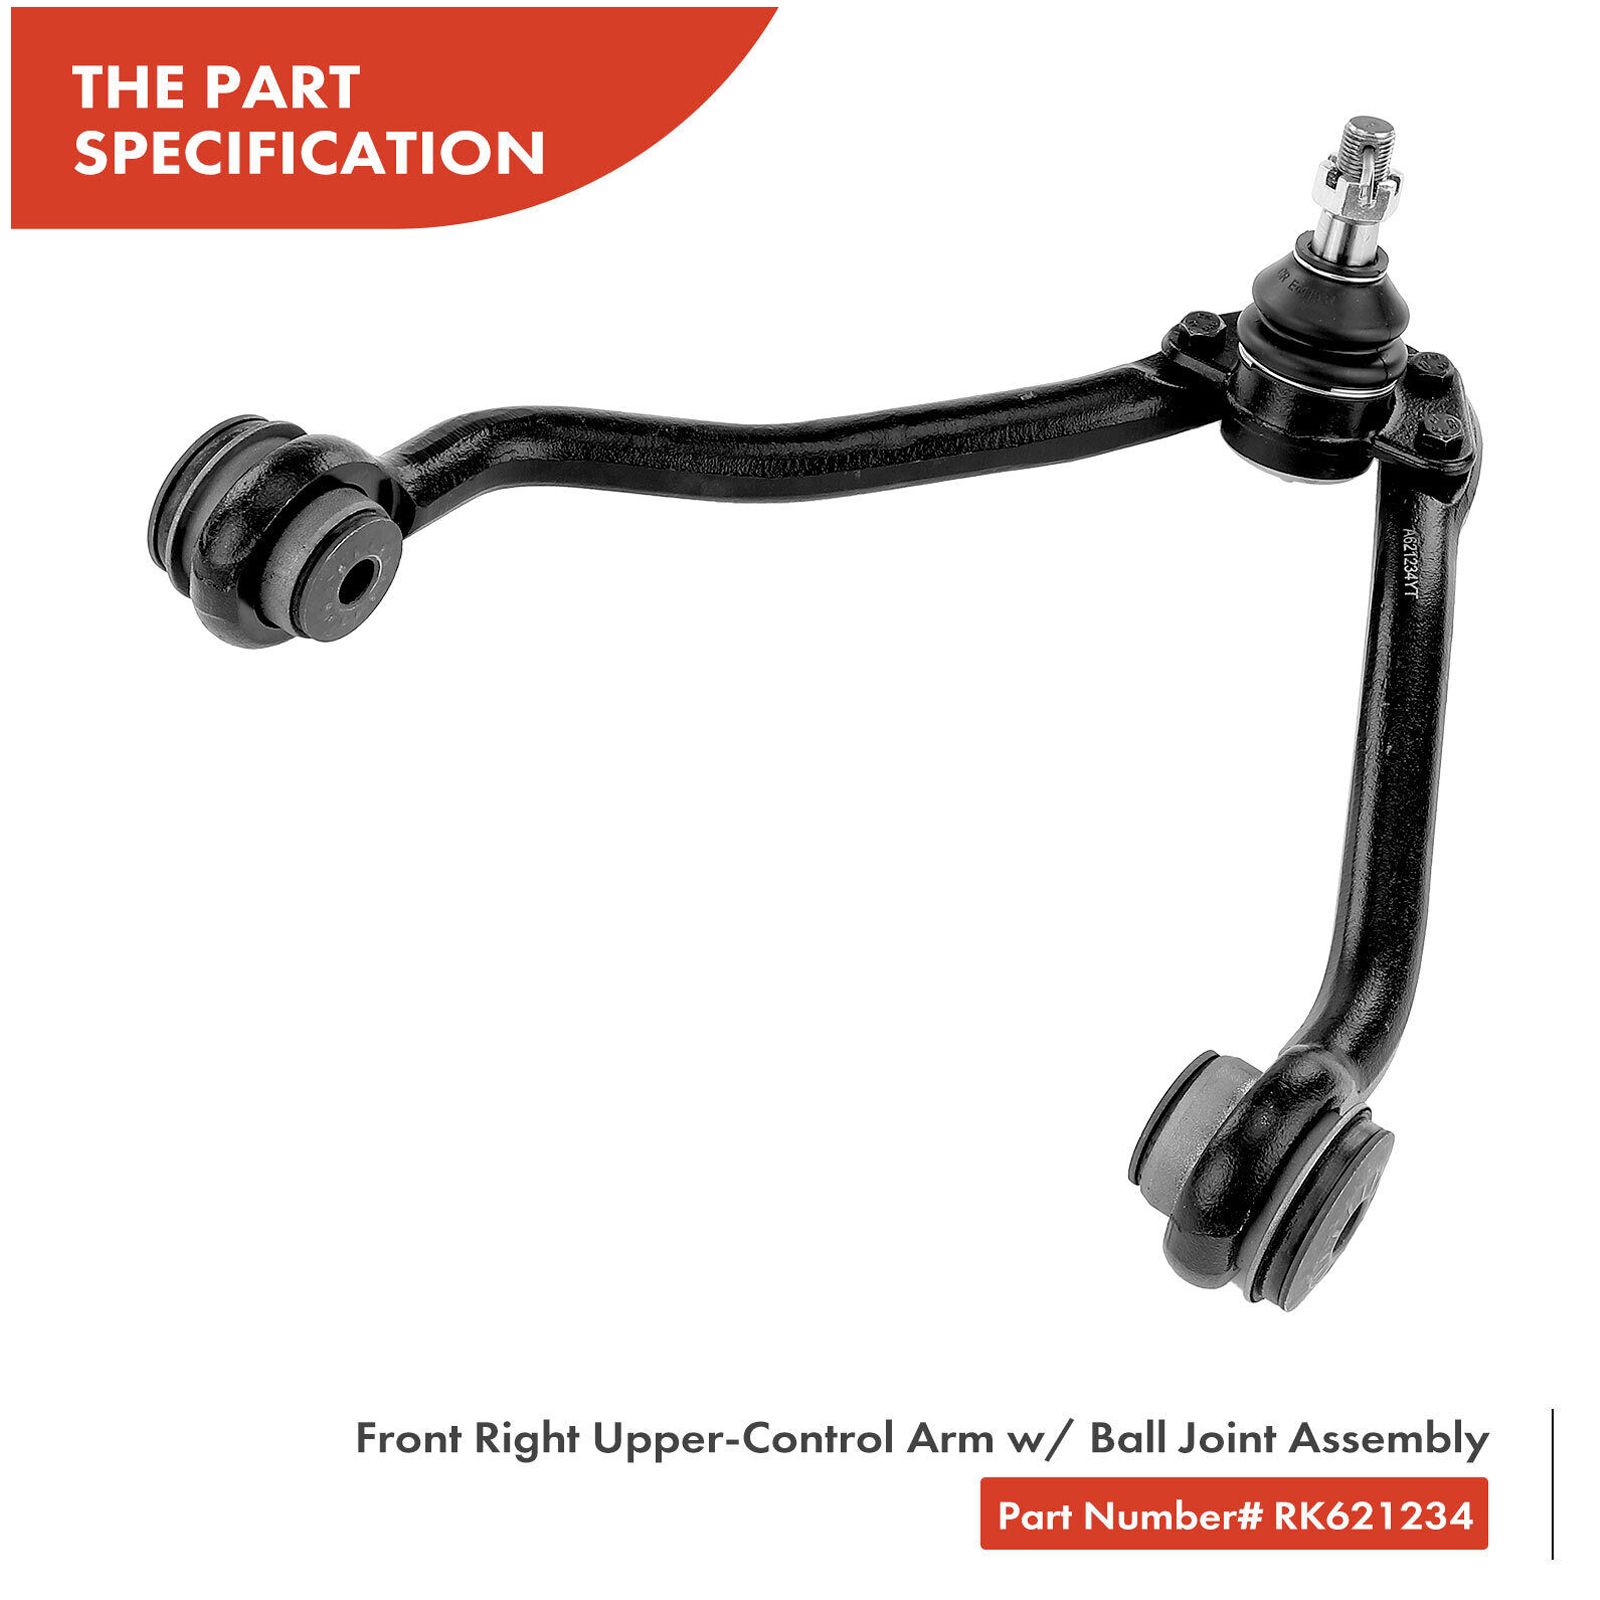 THE PART
SPECIFICATION
A621234YT
Front Right Upper-Control Arm w/ Ball Joint Assembly
Part Number# RK621234